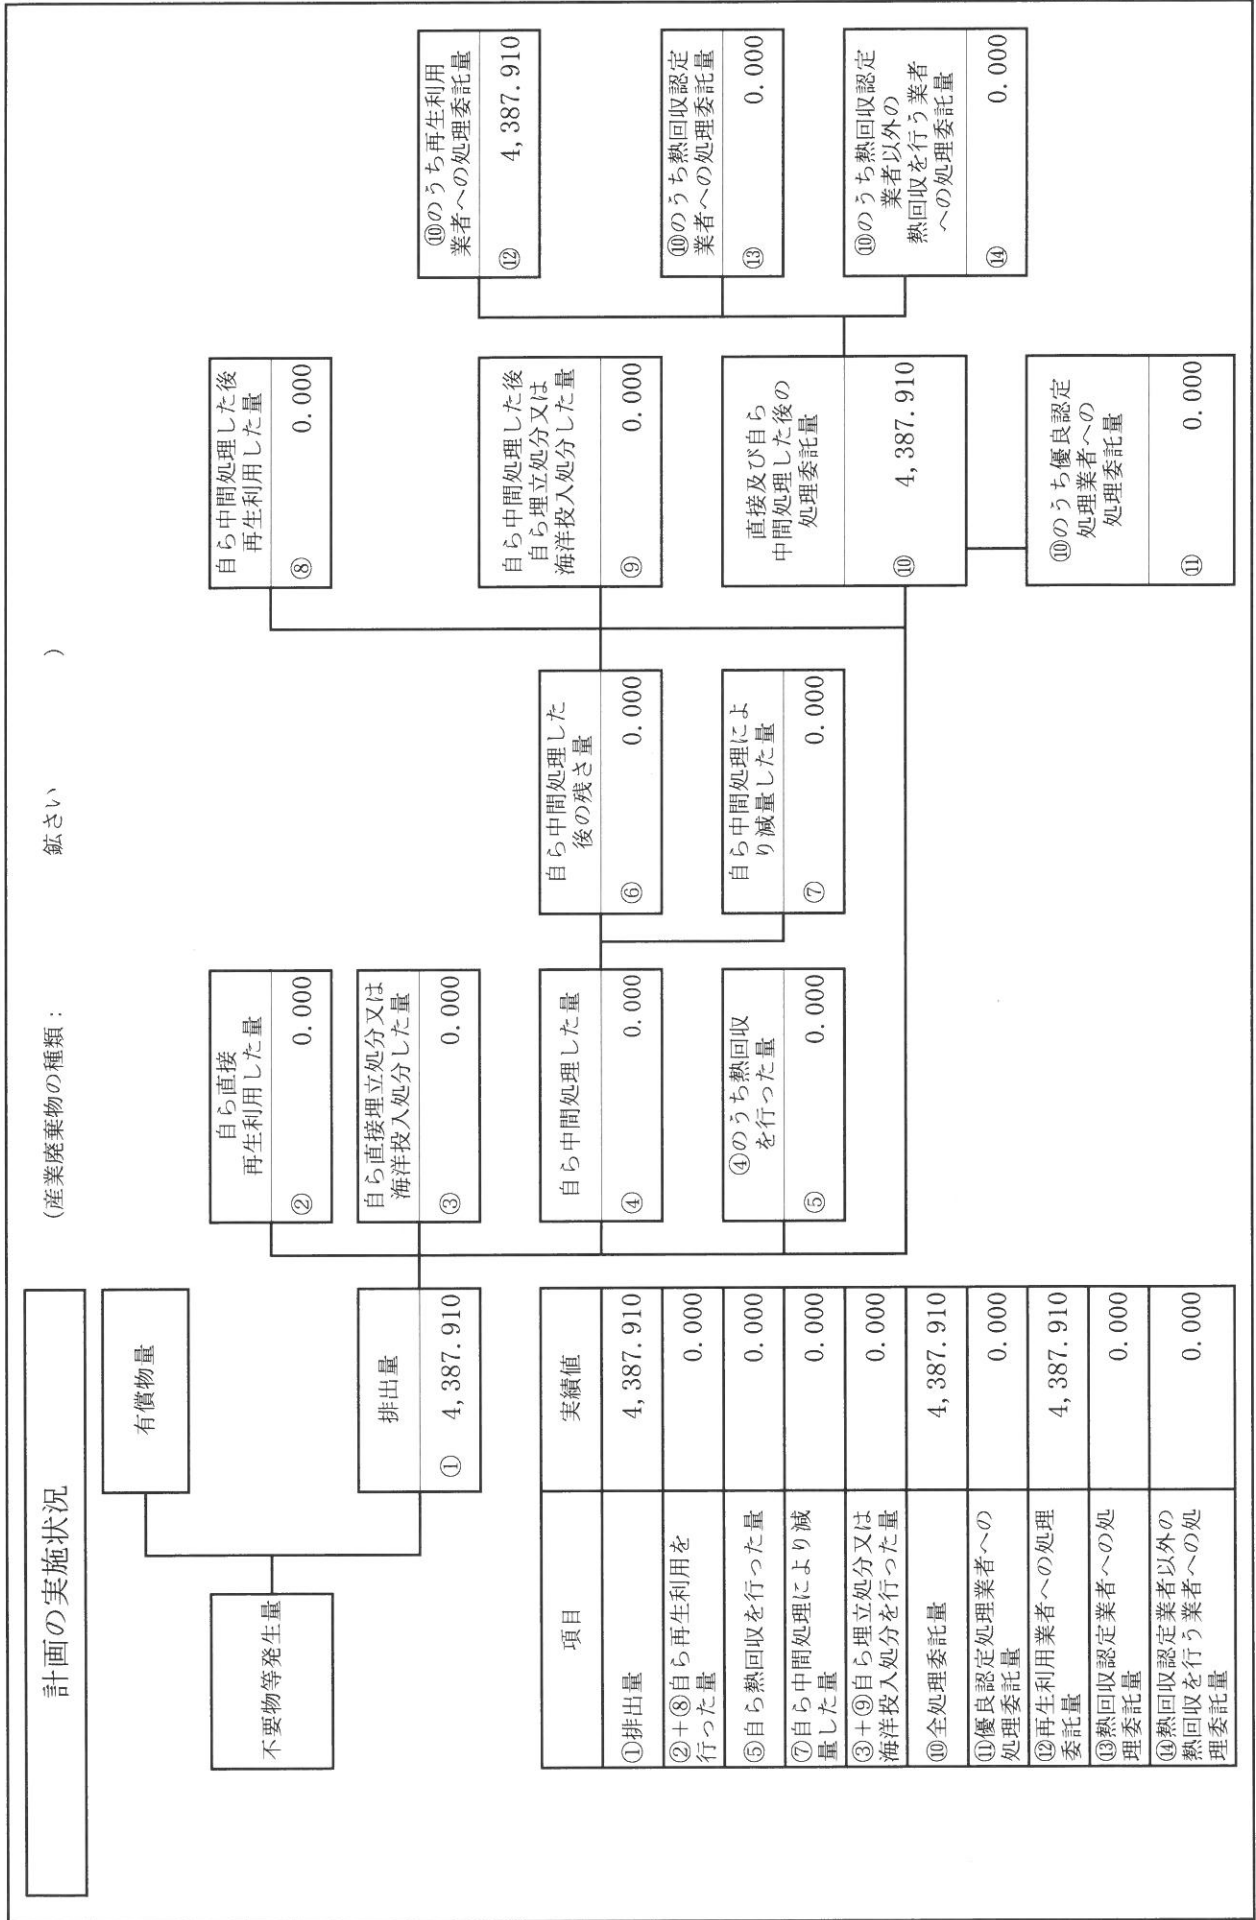 計画の実施状況
(産業廃棄物の種類：　鉱さい　)
不要物等発生量
有償物量
排出量
① 4,387.910
自ら直接
再生利用した量
② 0.000
自ら直接埋立処分又は
海洋投入処分した量
③ 0.000
自ら中間処理した量
④ 0.000
④のうち熱回収
を行った量
⑤ 0.000
自ら中間処理した
後の残さ量
⑥ 0.000
自ら中間処理によ
り減量した量
⑦ 0.000
自ら中間処理した後
再生利用した量
⑧ 0.000
自ら中間処理した後
自ら埋立処分又は
海洋投入処分した量
⑨ 0.000
直接及び自ら
中間処理した後の
処理委託量
⑩ 4,387.910
⑩のうち優良認定
処理業者への
処理委託量
⑪ 0.000
⑩のうち再生利用
業者への処理委託量
⑫ 4,387.910
⑩のうち熱回収認定
業者への処理委託量
⑬ 0.000
⑩のうち熱回収認定
業者以外の
熱回収を行う業者
への処理委託量
⑭ 0.000
項目 実績値
①排出量 4,387.910
②+⑧自ら再生利用を
行った量 0.000
⑤自ら熱回収を行った量 0.000
⑦自ら中間処理により減
量した量 0.000
③+⑨自ら埋立処分又は
海洋投入処分を行った量 0.000
⑩全処理委託量 4,387.910
⑪優良認定処理業者への
処理委託量 0.000
⑫再生利用業者への処理
委託量 4,387.910
⑬熱回収認定業者への処
理委託量 0.000
⑭熱回収認定業者以外の
熱回収を行う業者への処
理委託量 0.000